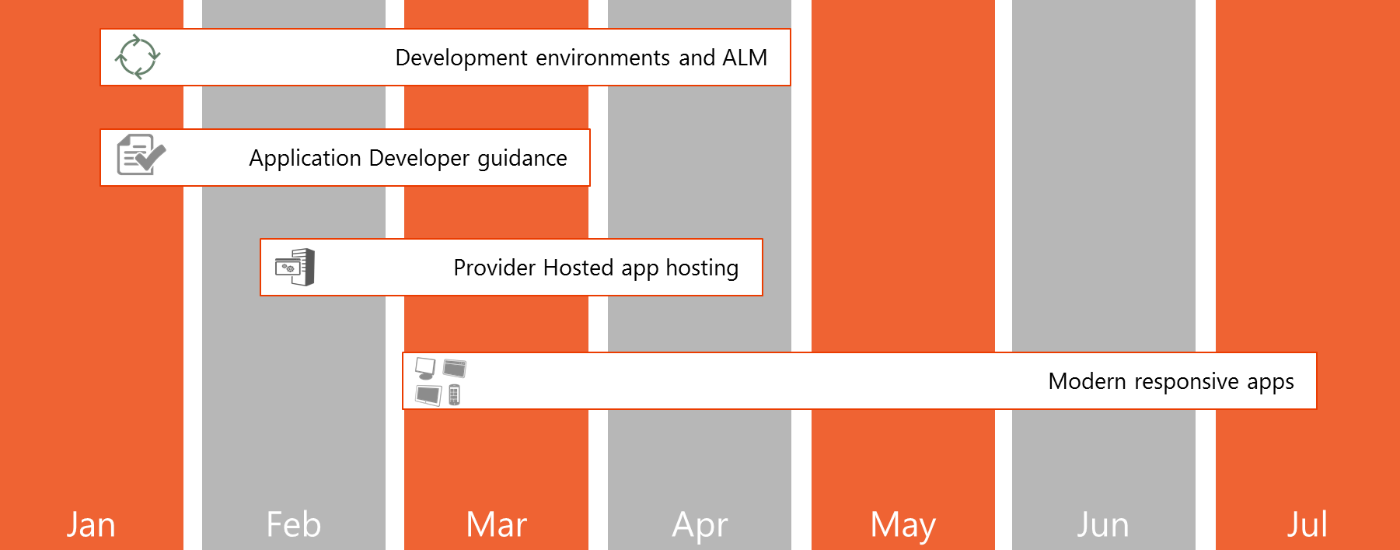 Development environments and ALM
Application Developer guidance
Provider Hosted app hosting
Modern responsive apps
Jan Feb Mar Apr May Jun Jul